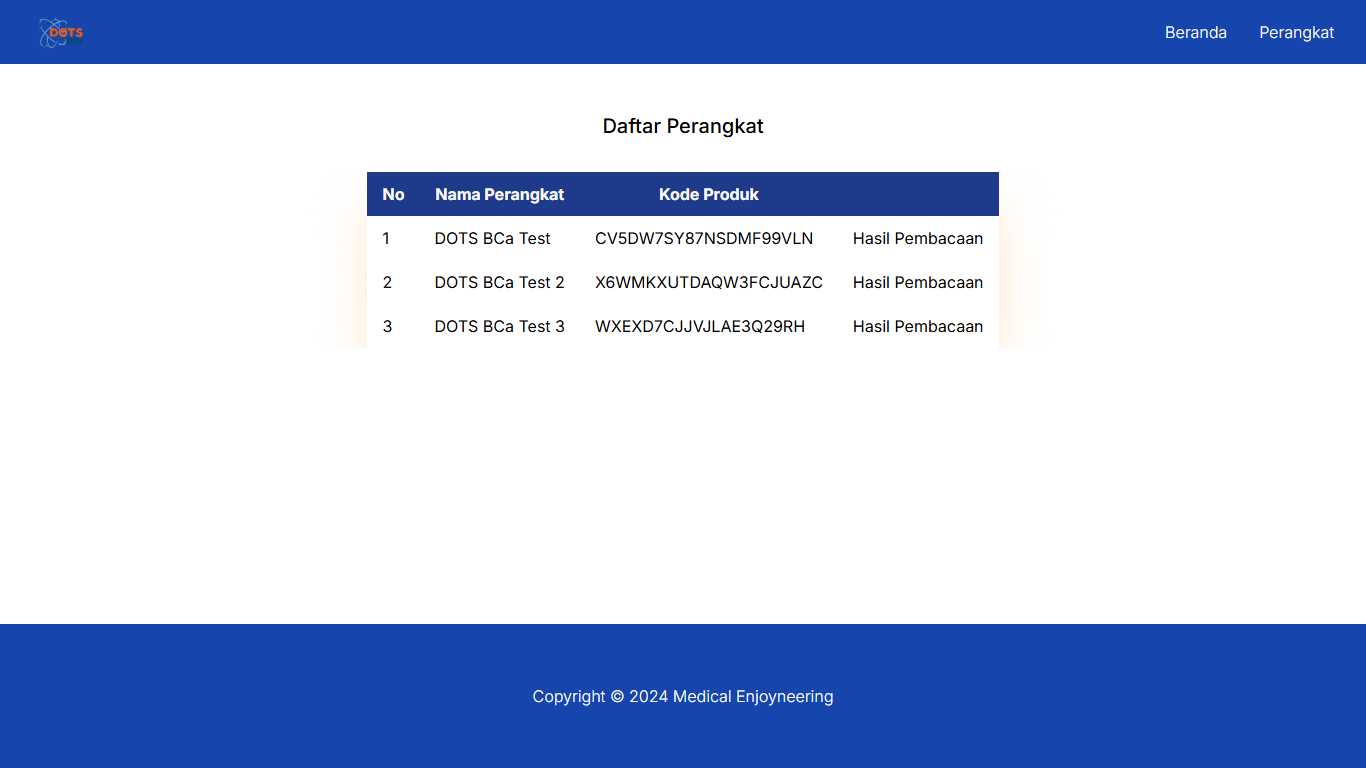 DOTS
Beranda Perangkat
Daftar Perangkat
No Nama Perangkat Kode Produk
1 DOTS BCa Test CV5DW7SY87NSDMF99VLN Hasil Pembacaan
2 DOTS BCa Test 2 X6WMKXUTDAQW3FCJUAZC Hasil Pembacaan
3 DOTS BCa Test 3 WXEXD7CJJVJLAE3Q29RH Hasil Pembacaan
Copyright © 2024 Medical Enjoyneering